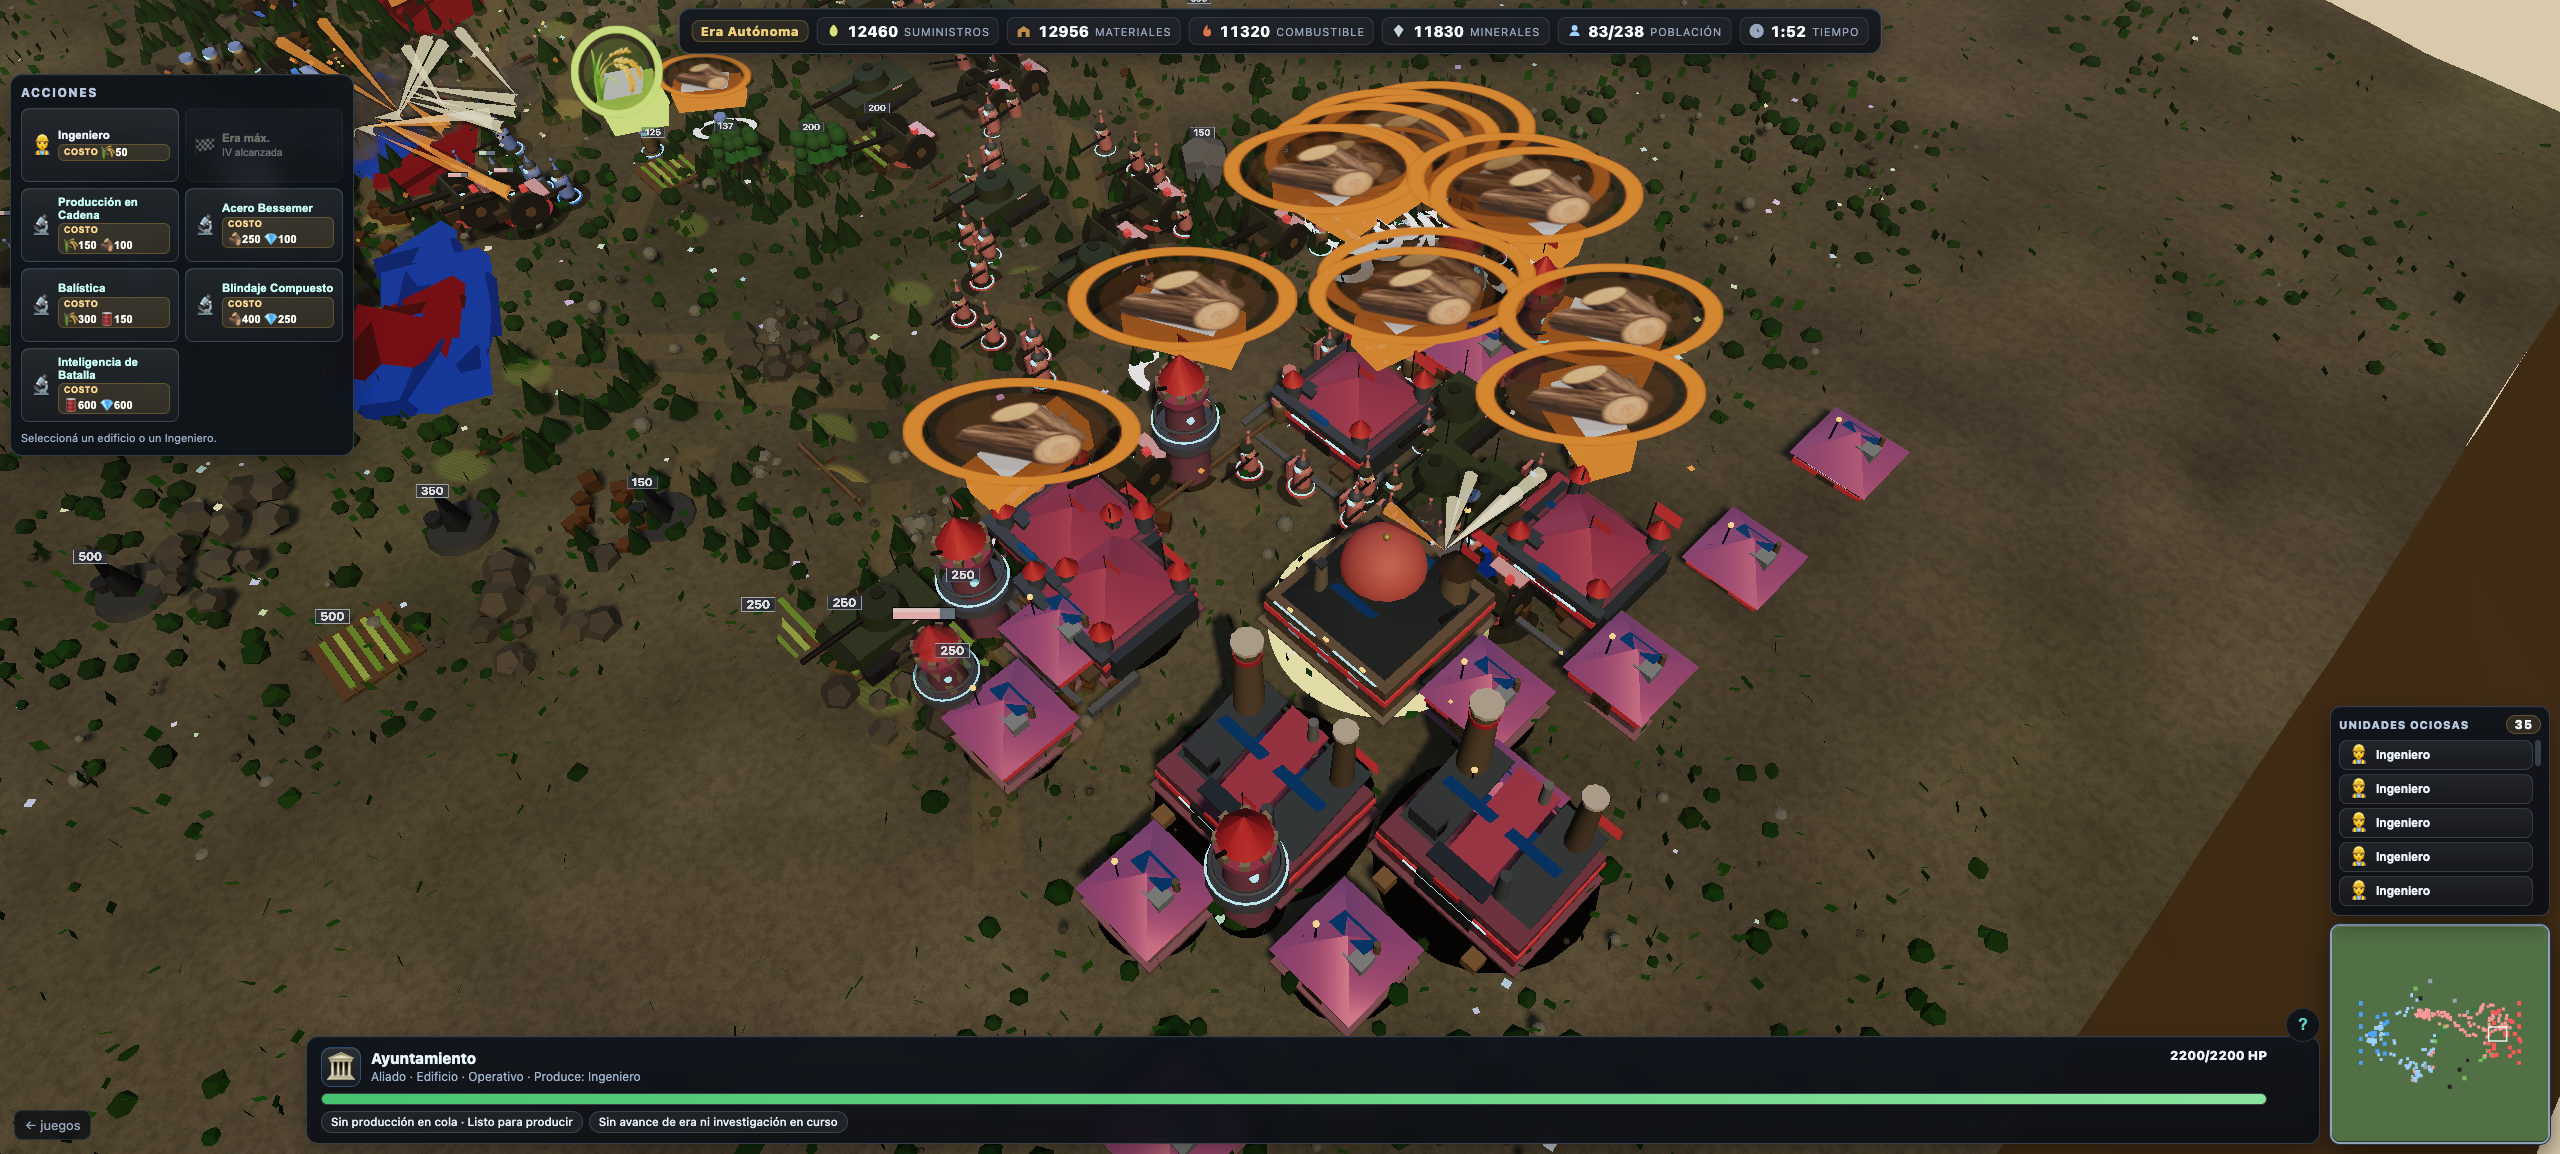 Era Autónoma
12460 SUMINISTROS
12956 MATERIALES
11320 COMBUSTIBLE
11830 MINERALES
83/238 POBLACIÓN
1:52 TIEMPO
ACCIONES
Ingeniero
COSTO 50
Era máx.
IV alcanzada
Producción en
Cadena
COSTO
150 100
Acero Bessemer
COSTO
250 100
Balística
COSTO
300 150
Blindaje Compuesto
COSTO
400 250
Inteligencia de
Batalla
COSTO
600 600
Seleccioná un edificio o un Ingeniero.
200
125
137
200
150
350
150
500
500
250
250
250
250
UNIDADES OCIOSAS 35
Ingeniero
Ingeniero
Ingeniero
Ingeniero
Ingeniero
?
Ayuntamiento
2200/2200 HP
Aliado · Edificio · Operativo · Produce: Ingeniero
Sin producción en cola · Listo para producir
Sin avance de era ni investigación en curso
← juegos